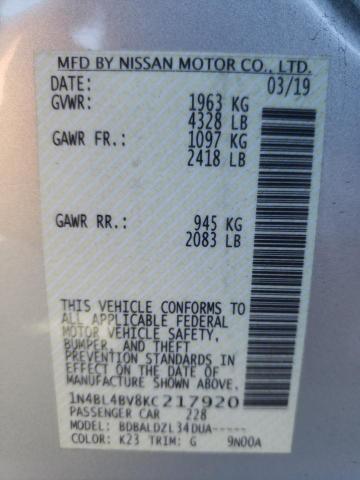 MFD BY NISSAN MOTOR CO., LTD.
DATE: 03/19
GVWR: 1963 KG
4328 LB
GAWR FR.: 1097 KG
2418 LB
GAWR RR.: 945 KG
2083 LB
THIS VEHICLE CONFORMS TO
ALL APPLICABLE FEDERAL
MOTOR VEHICLE SAFETY,
BUMPER, AND THEFT
PREVENTION STANDARDS IN
EFFECT ON THE DATE OF
MANUFACTURE SHOWN ABOVE.
1N4BL4BV8KC217920
PASSENGER CAR 228
MODEL: BDBALDZL34DUA-----
COLOR: K23 TRIM: G 9N00A